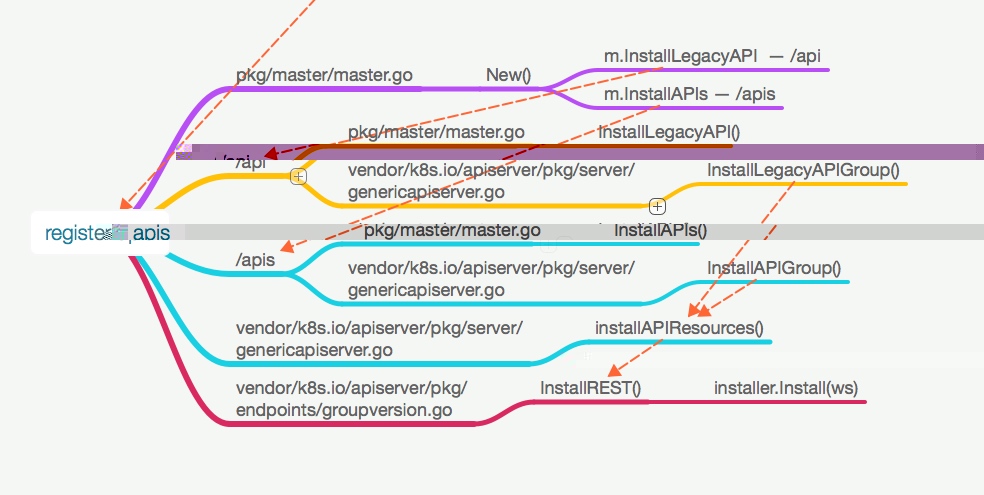 pkg/master/master.go New()
m.InstallLegacyAPI — /api
m.InstallAPIs — /apis
/api
pkg/master/master.go InstallLegacyAPI()
vendor/k8s.io/apiserver/pkg/server/
genericapiserver.go
InstallLegacyAPIGroup()
apis
/apis
pkg/master/master.go InstallAPIs()
vendor/k8s.io/apiserver/pkg/server/
genericapiserver.go
InstallAPIGroup()
vendor/k8s.io/apiserver/pkg/server/
genericapiserver.go
installAPIResources()
vendor/k8s.io/apiserver/pkg/
endpoints/groupversion.go
InstallREST() installer.Install(ws)